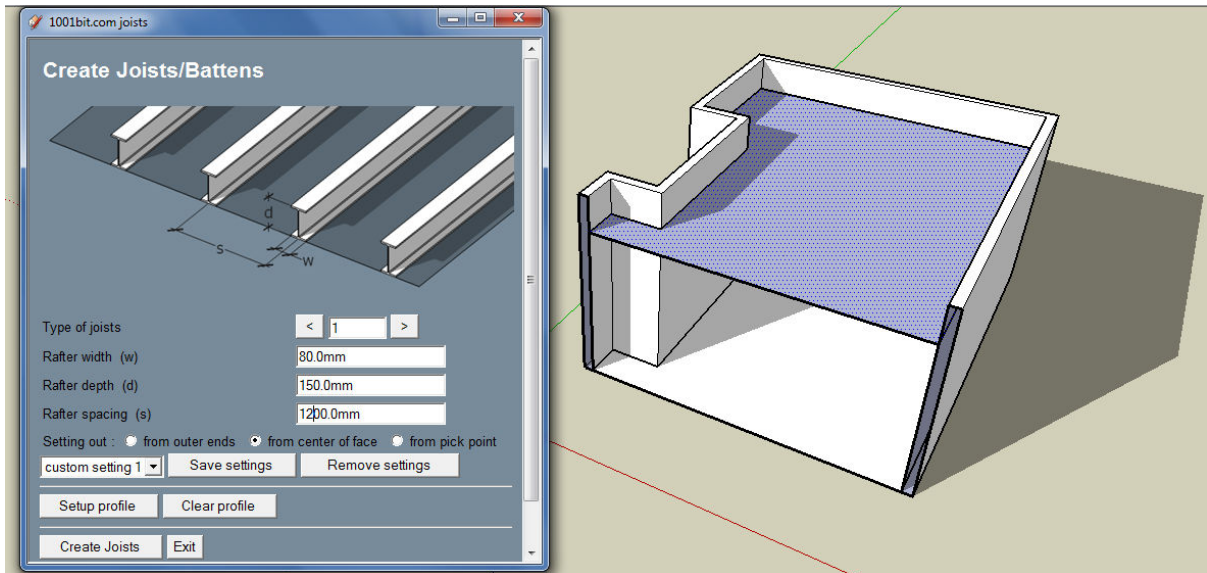 1001bit.com joists
Create Joists/Battens
d
s
w
Type of joists < 1 >
Rafter width (w) 80.0mm
Rafter depth (d) 150.0mm
Rafter spacing (s) 1200.0mm
Setting out : from outer ends from center of face from pick point
custom setting 1 Save settings Remove settings
Setup profile Clear profile
Create Joists Exit